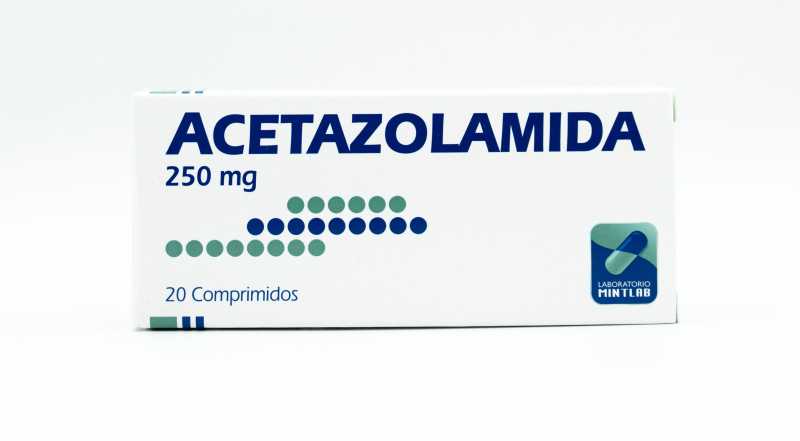 ACETAZOLAMIDA
250 mg
20 Comprimidos
LABORATORIO
MINTLAB